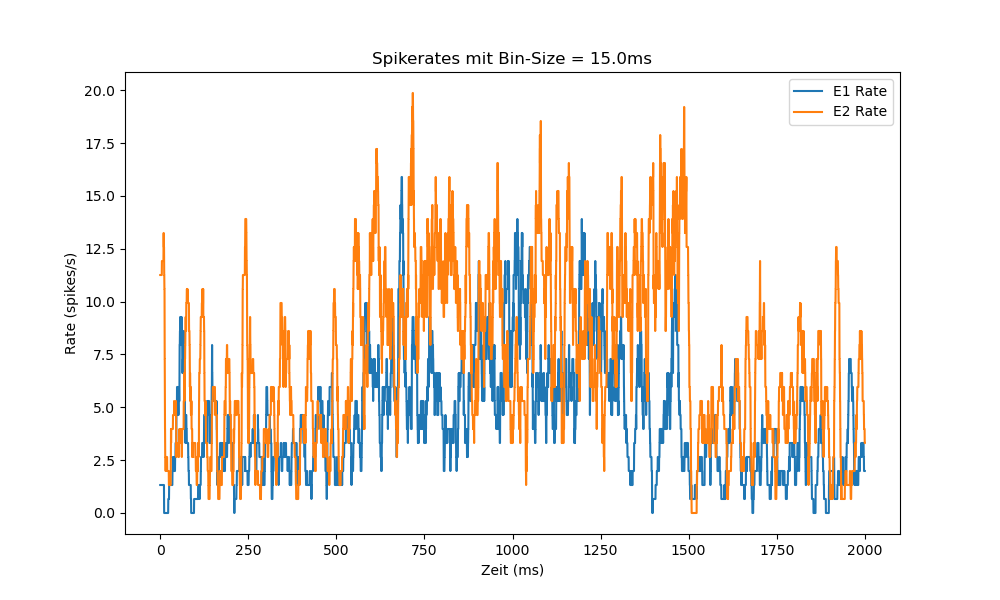 Spikerates mit Bin-Size = 15.0ms
E1 Rate
E2 Rate
Rate (spikes/s)
20.0
17.5
15.0
12.5
10.0
7.5
5.0
2.5
0.0
0 250 500 750 1000 1250 1500 1750 2000
Zeit (ms)